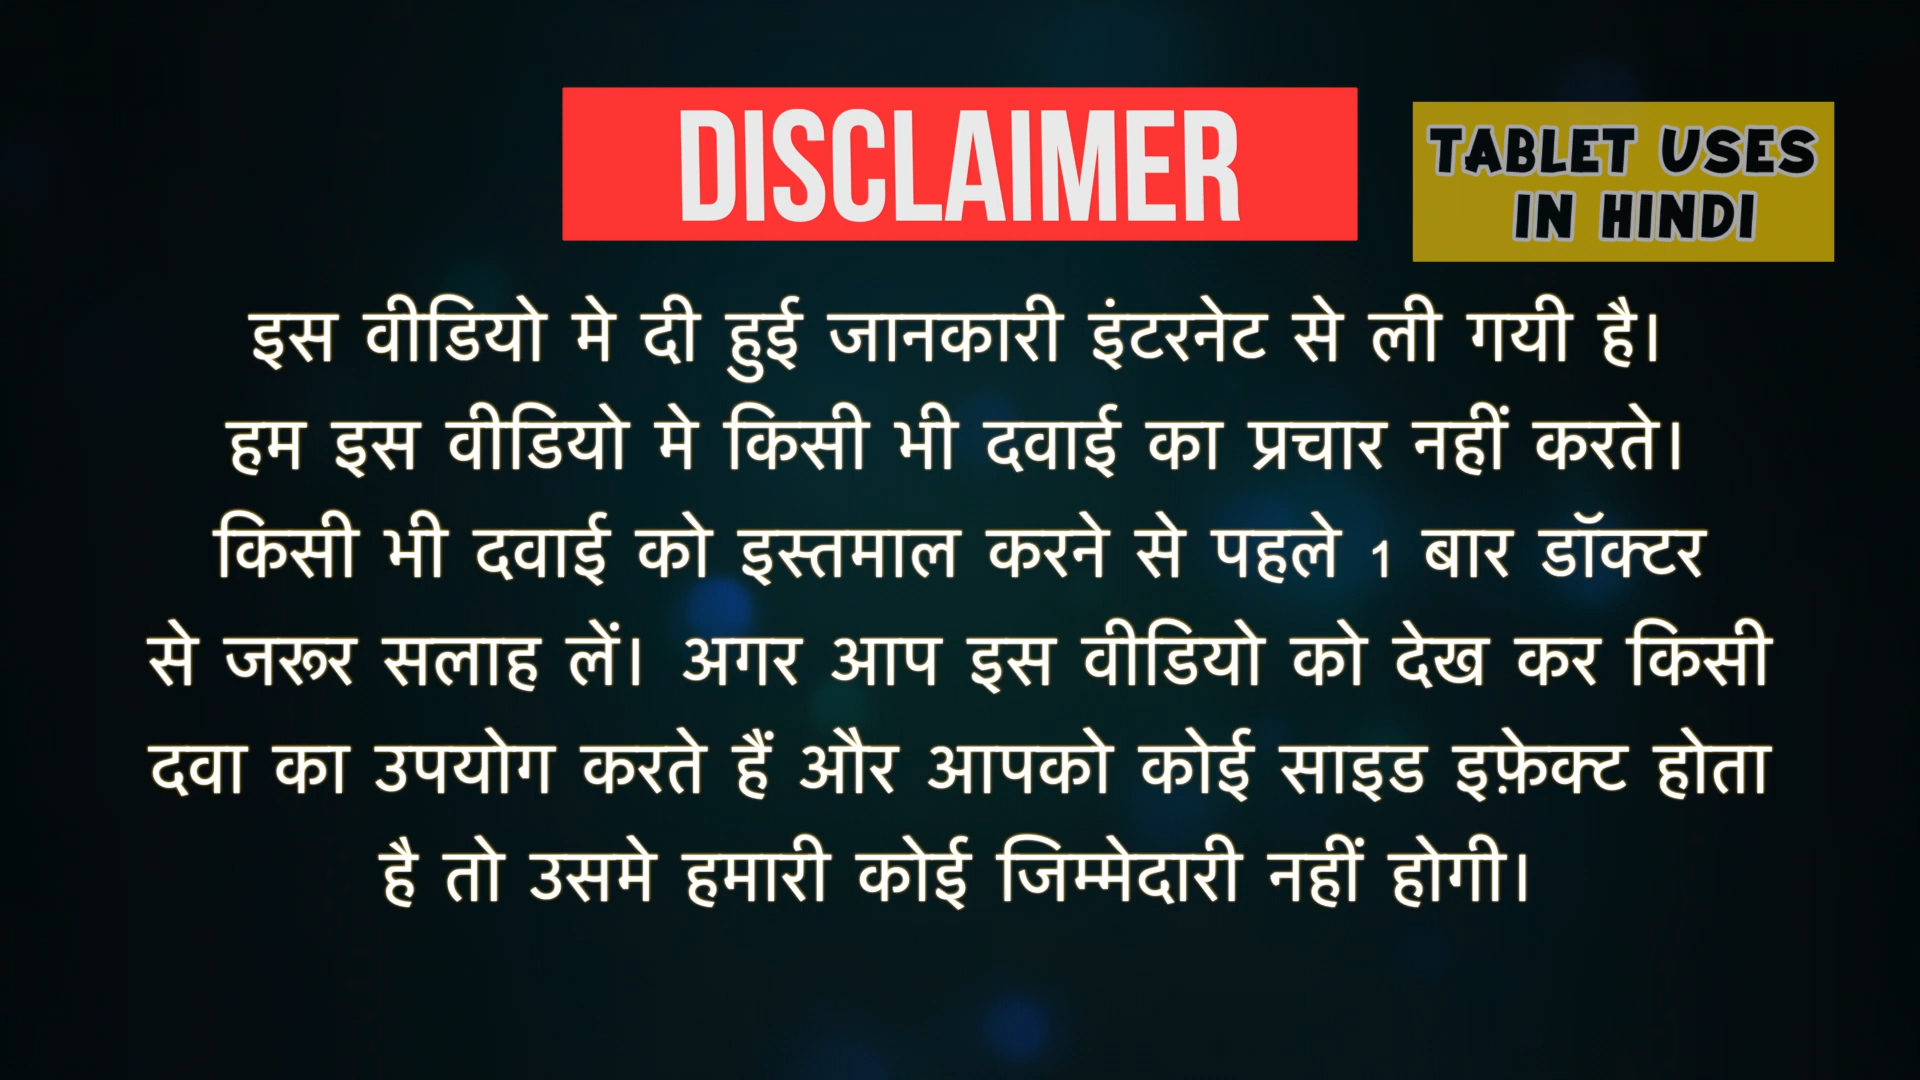 DISCLAIMER
TABLET USES
IN HINDI
इस वीडियो मे दी हुई जानकारी इंटरनेट से ली गयी है।
हम इस वीडियो मे किसी भी दवाई का प्रचार नहीं करते।
किसी भी दवाई को इस्तमाल करने से पहले 1 बार डॉक्टर
से जरूर सलाह लें। अगर आप इस वीडियो को देख कर किसी
दवा का उपयोग करते हैं और आपको कोई साइड इफ़ेक्ट होता
है तो उसमे हमारी कोई जिम्मेदारी नहीं होगी।